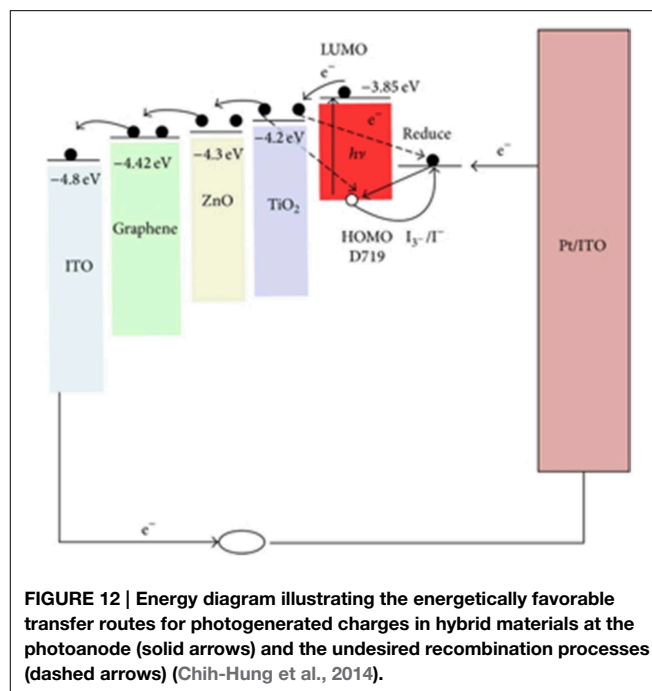 LUMO
e⁻
−3.85 eV
e⁻
Reduce
−4.2 eV
hν
e⁻
−4.3 eV
−4.42 eV
−4.8 eV
ZnO
TiO₂
Graphene
HOMO
D719
I₃₋/I⁻
Pt/ITO
ITO
e⁻
FIGURE 12 | Energy diagram illustrating the energetically favorable
transfer routes for photogenerated charges in hybrid materials at the
photoanode (solid arrows) and the undesired recombination processes
(dashed arrows) (Chih-Hung et al., 2014).